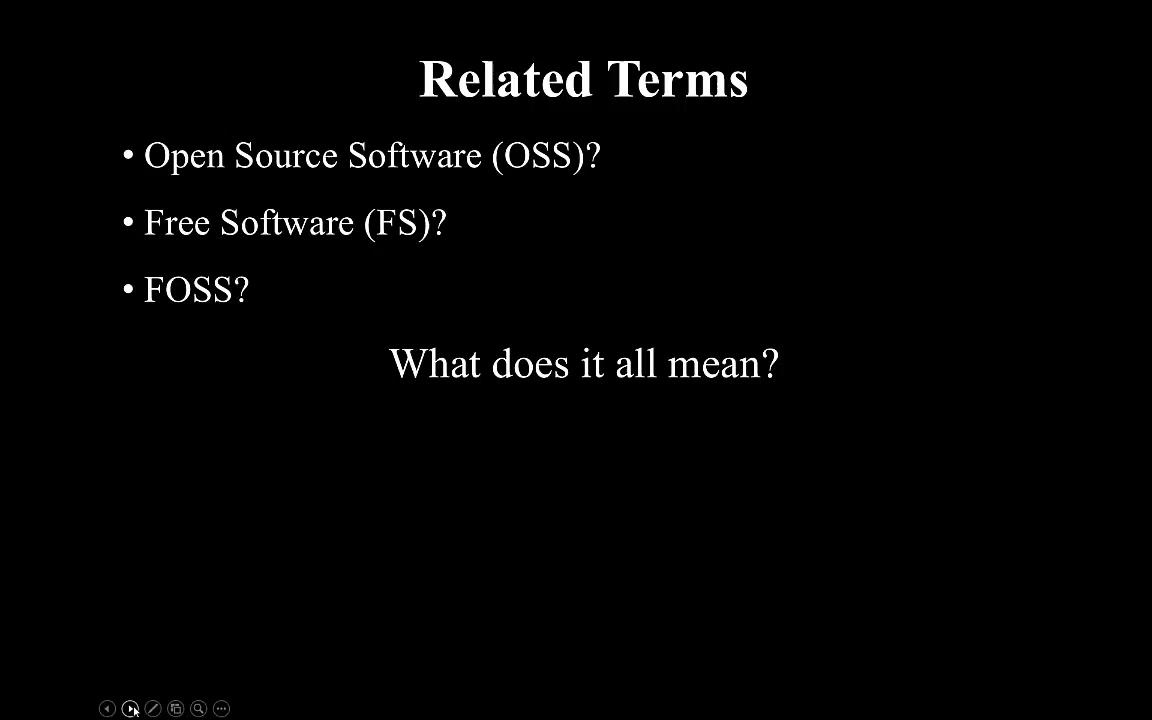 Related Terms
• Open Source Software (OSS)?
• Free Software (FS)?
• FOSS?
What does it all mean?